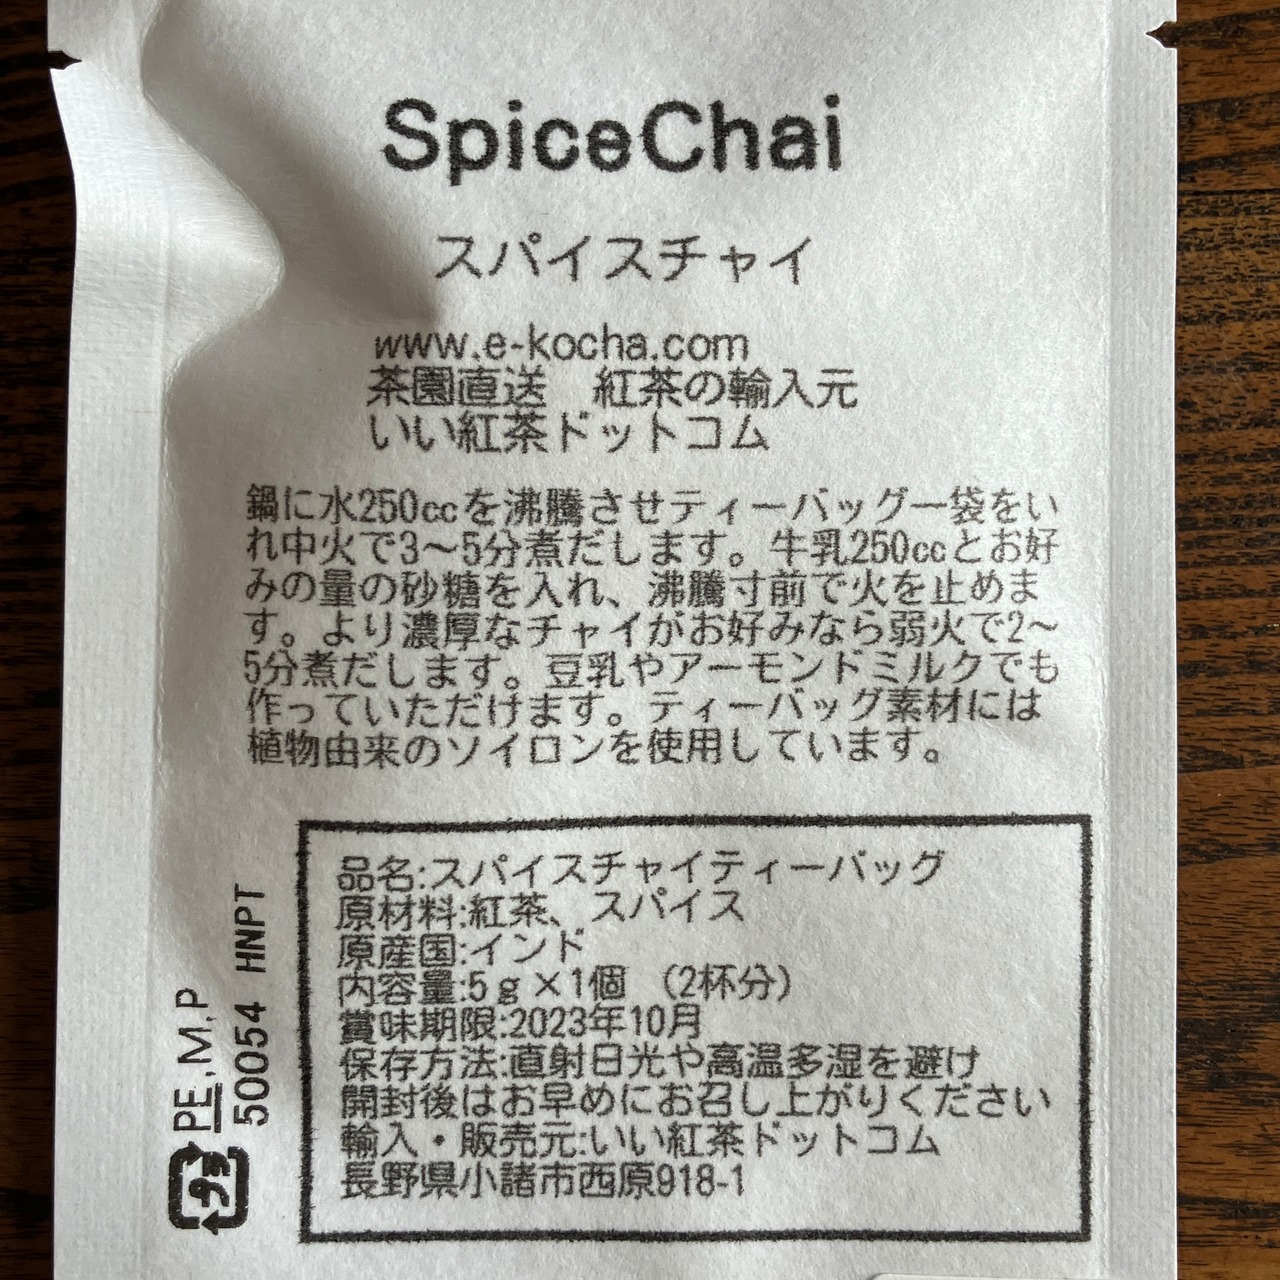 SpiceChai
スパイスチャイ
www.e-kocha.com
茶園直送　紅茶の輸入元
いい紅茶ドットコム
鍋に水250ccを沸騰させティーバッグ一袋をい
れ中火で3〜5分煮だします。牛乳250ccとお好
みの量の砂糖を入れ、沸騰寸前で火を止めま
す。より濃厚なチャイがお好みなら弱火で2〜
5分煮だします。豆乳やアーモンドミルクでも
作っていただけます。ティーバッグ素材には
植物由来のソイロンを使用しています。
品名:スパイスチャイティーバッグ
原材料:紅茶、スパイス
原産国:インド
内容量:5ｇ×1個　(2杯分)
賞味期限:2023年10月
保存方法:直射日光や高温多湿を避け
開封後はお早めにお召し上がりください
輸入・販売元:いい紅茶ドットコム
長野県小諸市西原918-1
プラ
PE,M,P
50054 HNPT